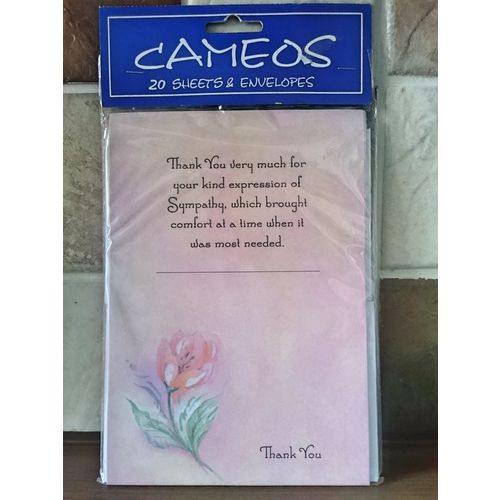 CAMEOS
20 SHEETS & ENVELOPES
Thank You very much for
your kind expression of
Sympathy, which brought
comfort at a time when it
was most needed.
Thank You